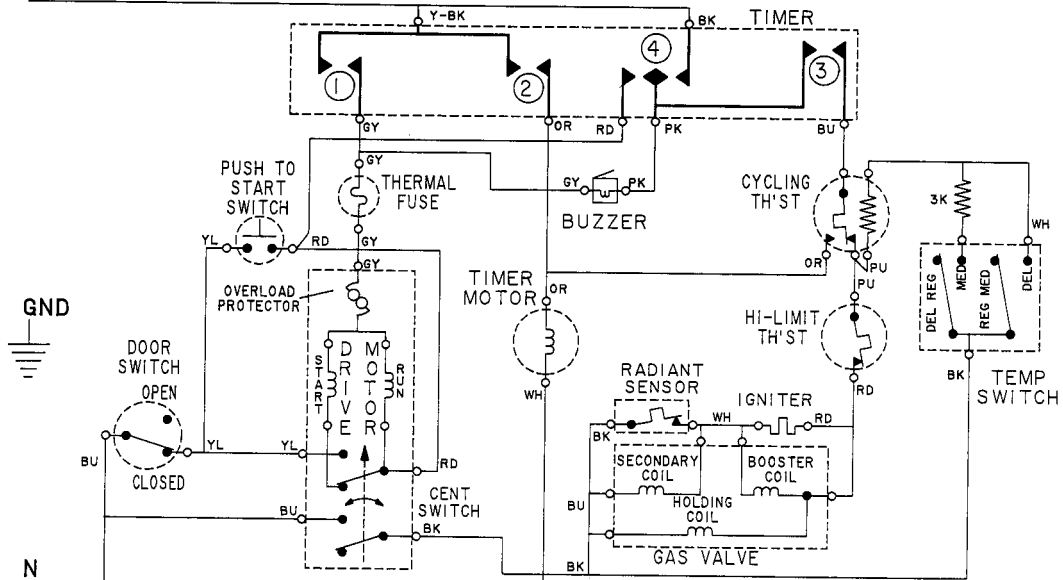 Y-BK
BK
TIMER
4
1
2
3
GY
OR
RD
PK
BU
GY
PUSH TO
START
SWITCH
THERMAL
FUSE
GY
PK
BUZZER
CYCLING
TH'ST
3K
WH
YL
RD
GY
GY
OR
PU
PU
DEL REG
MED
REG MED
DEL
OVERLOAD
PROTECTOR
TIMER
MOTOR
OR
GND
HI-LIMIT
TH'ST
DOOR
SWITCH
OPEN
START
DRIVE
MOTOR
RUN
WH
RADIANT
SENSOR
IGNITER
RD
BK
TEMP
SWITCH
WH
RD
BK
BU
YL
YL
RD
CLOSED
SECONDARY
COIL
BOOSTER
COIL
CENT
SWITCH
BU
BK
BU
HOLDING
COIL
GAS VALVE
N
BK